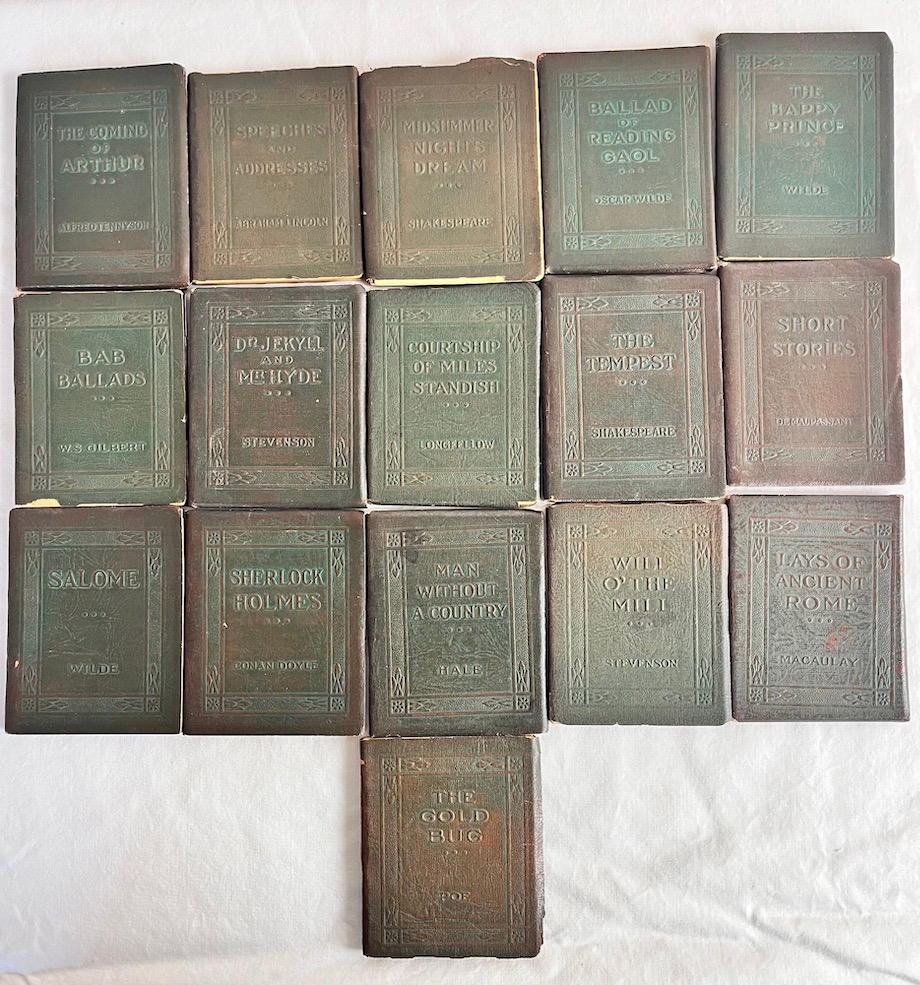 THE COMING
OF
ARTHUR
ALFRED TENNYSON
SPEECHES
AND
ADDRESSES
ABRAHAM LINCOLN
MIDSUMMER
NIGHT'S
DREAM
SHAKESPEARE
BALLAD
OF
READING
GAOL
OSCAR WILDE
THE
HAPPY
PRINCE
WILDE
BAB
BALLADS
W.S. GILBERT
DR JEKYLL
AND
MR HYDE
STEVENSON
COURTSHIP
OF MILES
STANDISH
LONGFELLOW
THE
TEMPEST
SHAKESPEARE
SHORT
STORIES
DE MAUPASSANT
SALOME
WILDE
SHERLOCK
HOLMES
CONAN DOYLE
MAN
WITHOUT
A COUNTRY
HALE
WILL
O'THE
MILL
STEVENSON
LAYS OF
ANCIENT
ROME
MACAULAY
THE
GOLD
BUG
POE